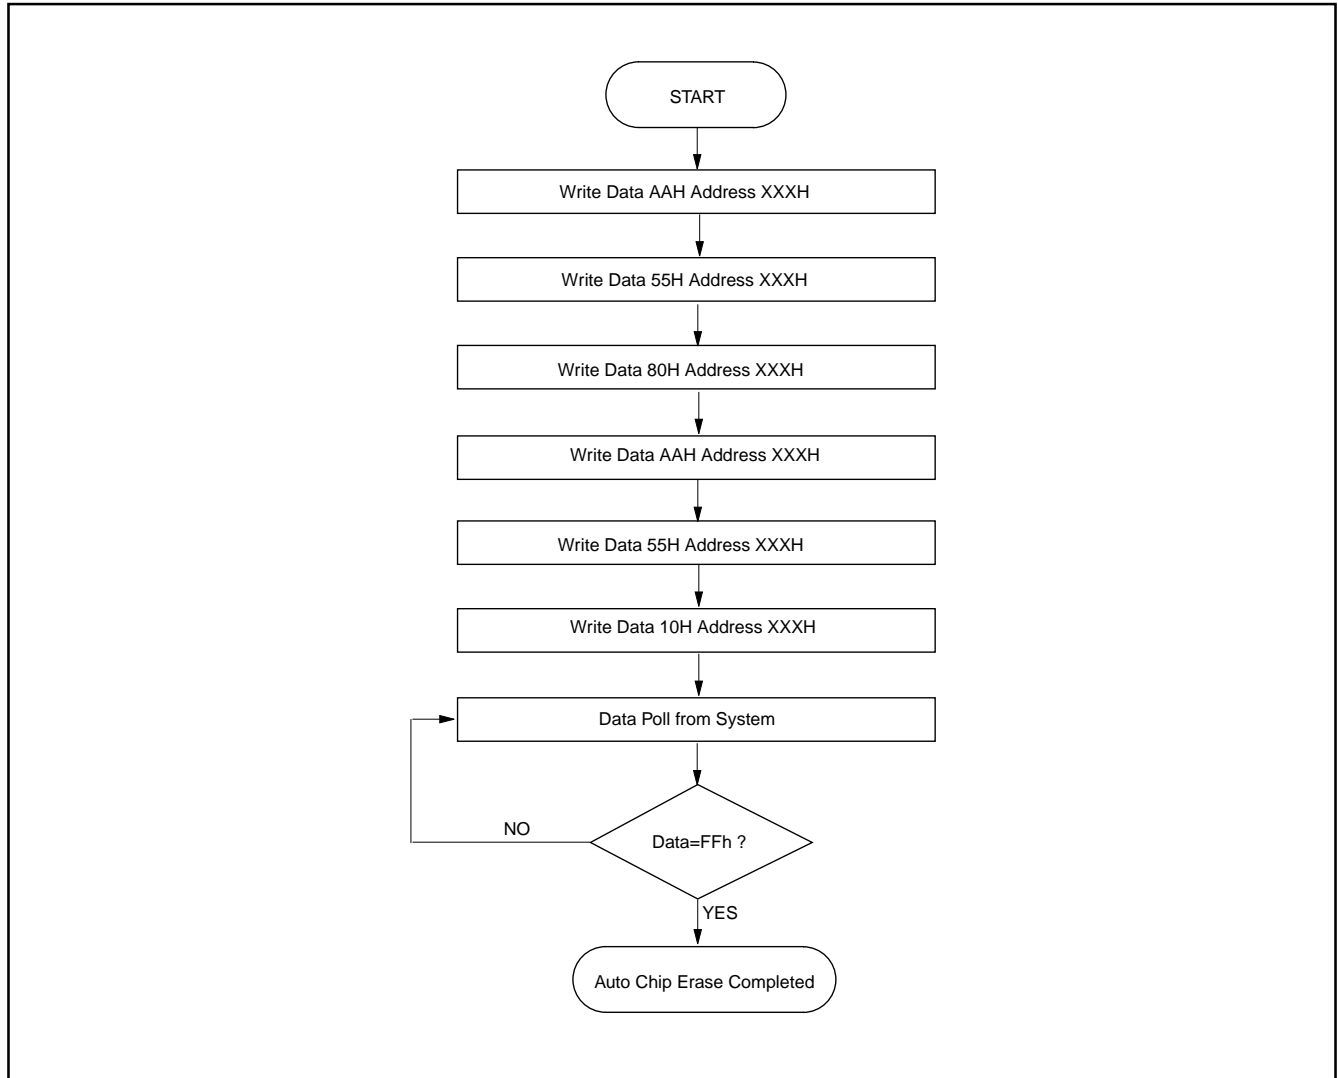 START
Write Data AAH Address XXXH
Write Data 55H Address XXXH
Write Data 80H Address XXXH
Write Data AAH Address XXXH
Write Data 55H Address XXXH
Write Data 10H Address XXXH
Data Poll from System
NO
Data=FFh ?
YES
Auto Chip Erase Completed